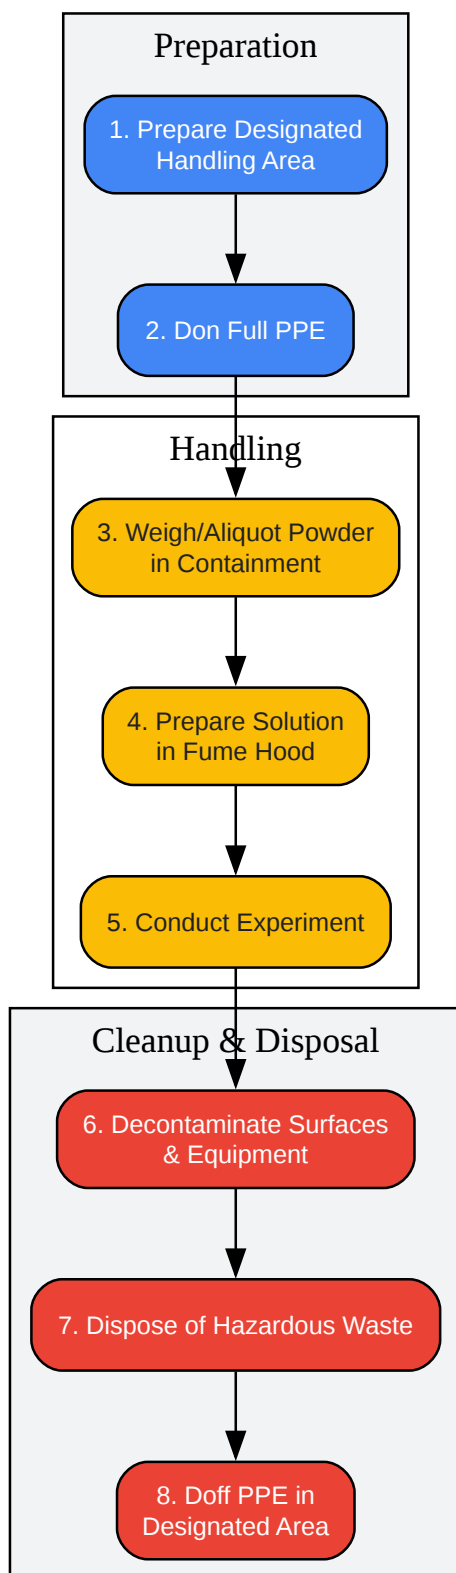 Preparation
1. Prepare Designated
Handling Area
2. Don Full PPE
Handling
3. Weigh/Aliquot Powder
in Containment
4. Prepare Solution
in Fume Hood
5. Conduct Experiment
Cleanup & Disposal
6. Decontaminate Surfaces
& Equipment
7. Dispose of Hazardous Waste
8. Doff PPE in
Designated Area